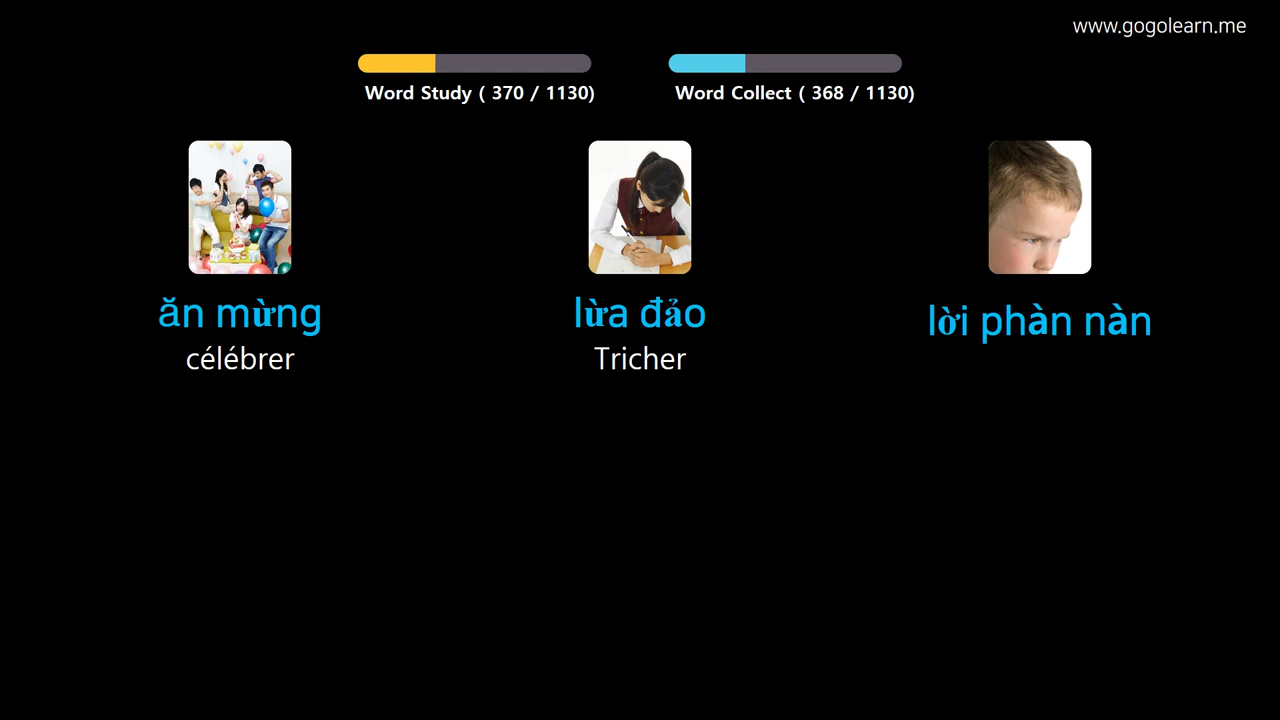 www.gogolearn.me
Word Study ( 370 / 1130)
Word Collect ( 368 / 1130)
ăn mừng
célébrer
lừa đảo
Tricher
lời phàn nàn